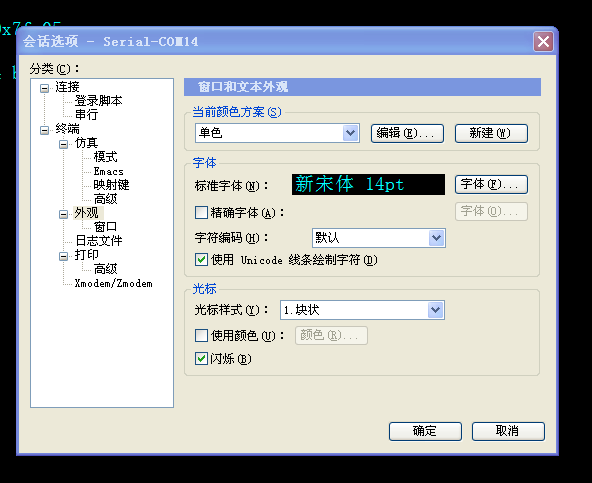 0x76 05
会话选项 - Serial-COM14
分类(C)：
连接
登录脚本
串行
终端
仿真
模式
Emacs
映射键
高级
外观
窗口
日志文件
打印
高级
Xmodem/Zmodem
窗口和文本外观
当前颜色方案(S)
单色
编辑(E)...
新建(W)
字体
标准字体(N)：
新宋体 14pt
字体(F)...
精确字体(A)：
字体(O)...
字符编码(H)：
默认
使用 Unicode 线条绘制字符(D)
光标
光标样式(Y)：
1.块状
使用颜色(U)：
颜色(R)...
闪烁(B)
确定
取消